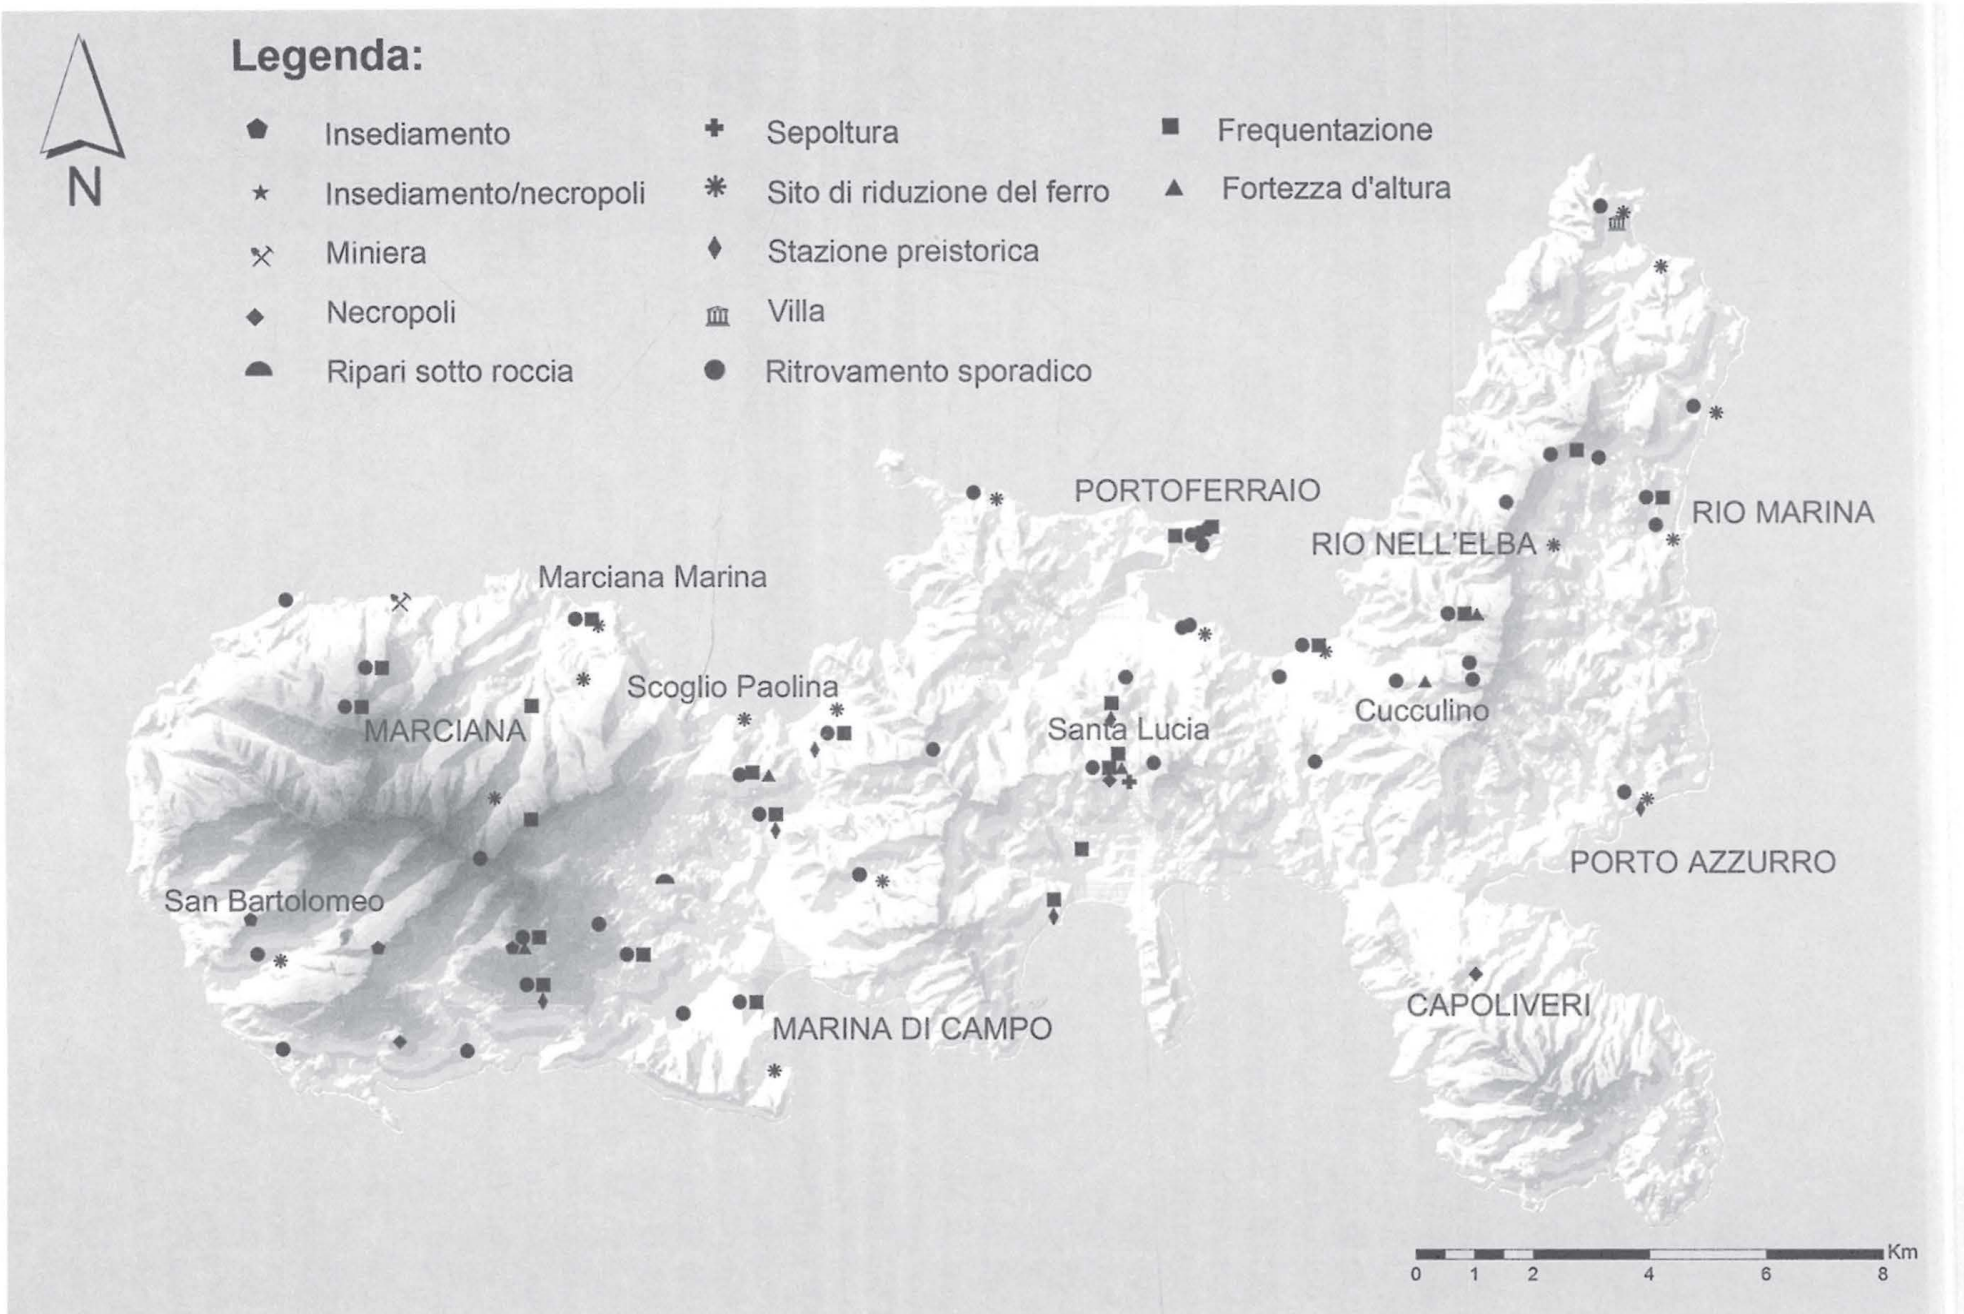 Legenda:
N
Insediamento
Insediamento/necropoli
Miniera
Necropoli
Ripari sotto roccia
Sepoltura
Sito di riduzione del ferro
Stazione preistorica
Villa
Ritrovamento sporadico
Frequentazione
Fortezza d'altura
PORTOFERRAIO
RIO MARINA
RIO NELL'ELBA
Marciana Marina
Scoglio Paolina
MARCIANA
Santa Lucia
Cucculino
PORTO AZZURRO
San Bartolomeo
CAPOLIVERI
MARINA DI CAMPO
Km
0 1 2 4 6 8